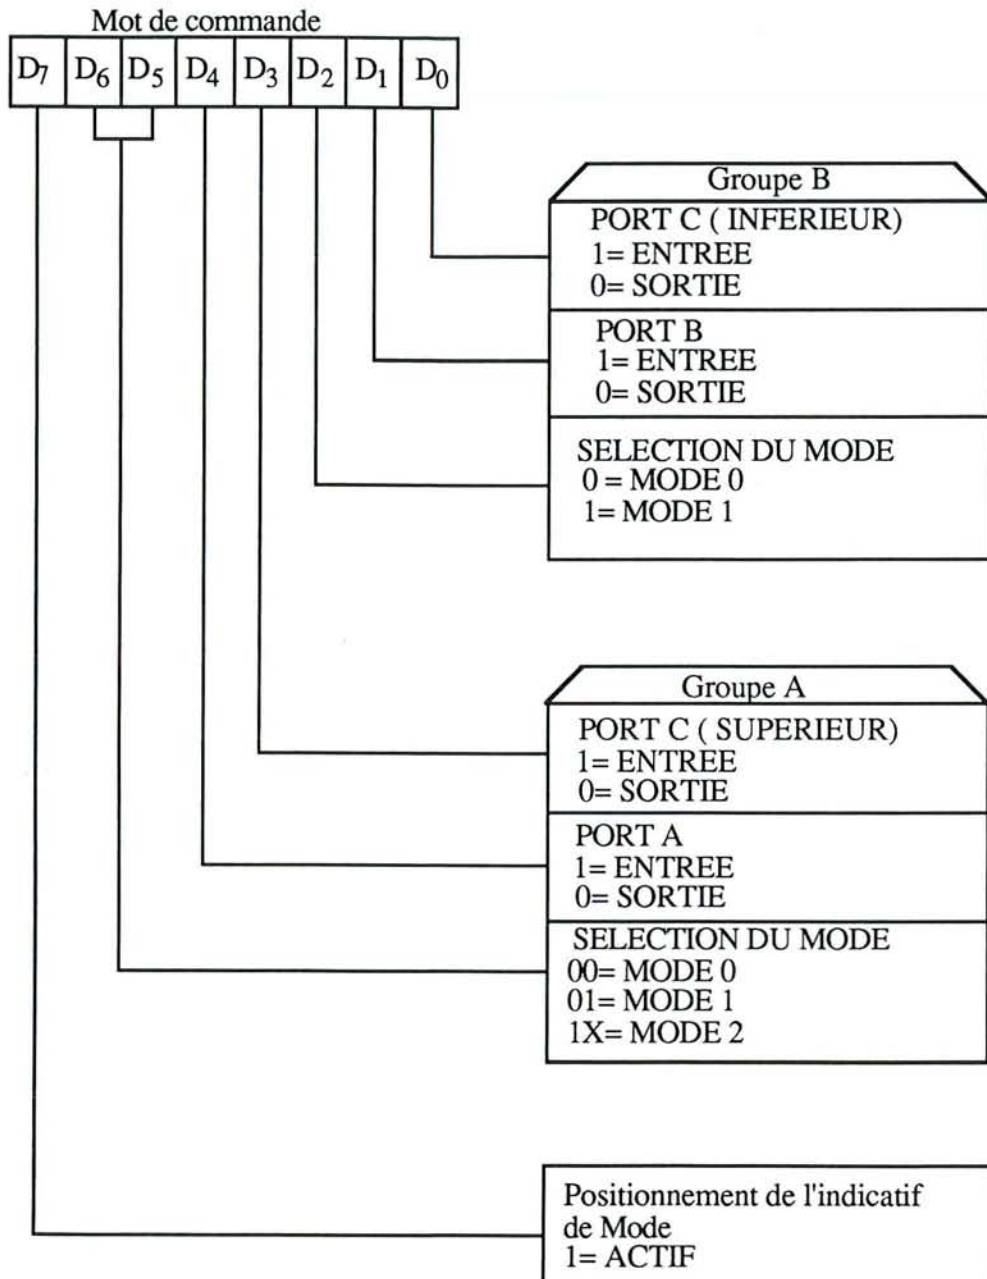 Mot de commande
D7 D6 D5 D4 D3 D2 D1 D0
Groupe B
PORT C ( INFERIEUR)
1= ENTREE
0= SORTIE
PORT B
1= ENTREE
0= SORTIE
SELECTION DU MODE
0 = MODE 0
1= MODE 1
Groupe A
PORT C ( SUPERIEUR)
1= ENTREE
0= SORTIE
PORT A
1= ENTREE
0= SORTIE
SELECTION DU MODE
00= MODE 0
01= MODE 1
1X= MODE 2
Positionnement de l'indicatif
de Mode
1= ACTIF